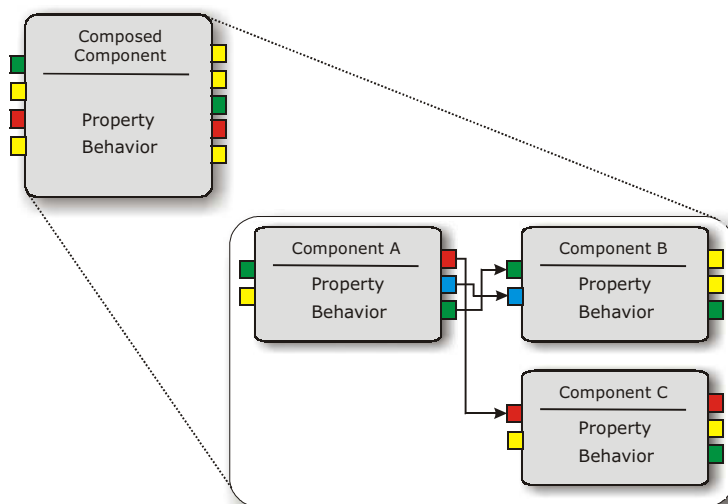 Composed
Component
Property
Behavior
Component A
Property
Behavior
Component B
Property
Behavior
Component C
Property
Behavior